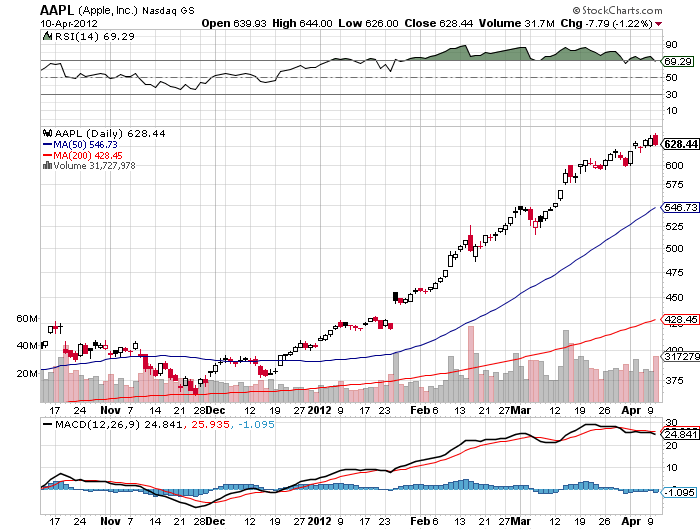 AAPL (Apple, Inc.) Nasdaq GS © StockCharts.com
10-Apr-2012 Open 639.93 High 644.00 Low 626.00 Close 628.44 Volume 31.7M Chg -7.79 (-1.22%)
RSI(14) 69.29
90
69.29
50
30
10
AAPL (Daily) 628.44
MA(50) 546.73
MA(200) 428.45
Volume 31,727,978
628.44
600
575
546.73
525
500
475
450
60M
428.45
40M
400
317279
20M
375
17 24 Nov 7 14 21 28 Dec 12 19 27 2012 9 17 23 Feb 6 13 21 27 Mar 12 19 26 Apr 9
MACD(12,26,9) 24.841, 25.935, -1.095
30
24.841
20
10
-1.095
17 24 Nov 7 14 21 28 Dec 12 19 27 2012 9 17 23 Feb 6 13 21 27 Mar 12 19 26 Apr 9